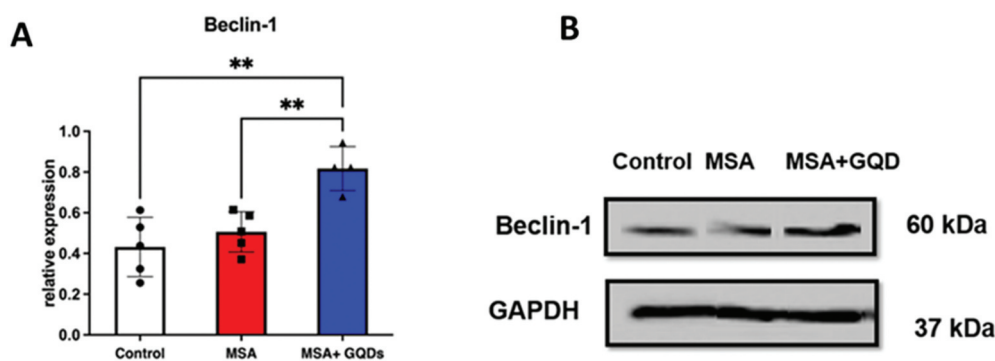 A
Beclin-1
**
**
relative expression
1.0
0.8
0.6
0.4
0.2
0.0
Control MSA MSA+ GQDs
B
Control MSA MSA+GQD
Beclin-1 60 kDa
GAPDH 37 kDa